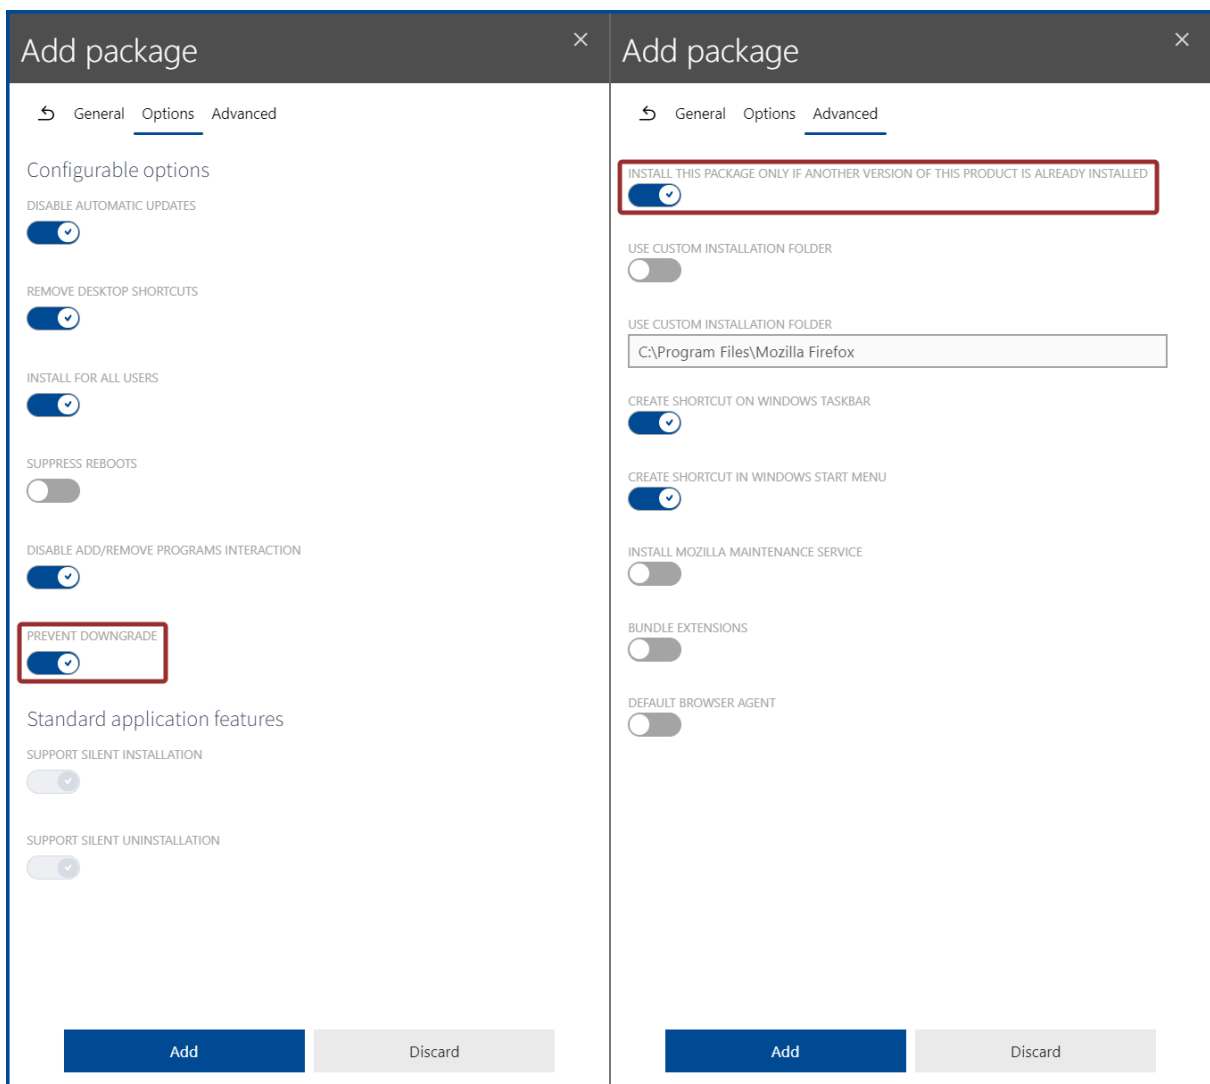 Add package
General Options Advanced
Configurable options
DISABLE AUTOMATIC UPDATES
REMOVE DESKTOP SHORTCUTS
INSTALL FOR ALL USERS
SUPPRESS REBOOTS
DISABLE ADD/REMOVE PROGRAMS INTERACTION
PREVENT DOWNGRADE
Standard application features
SUPPORT SILENT INSTALLATION
SUPPORT SILENT UNINSTALLATION
Add Discard
Add package
General Options Advanced
INSTALL THIS PACKAGE ONLY IF ANOTHER VERSION OF THIS PRODUCT IS ALREADY INSTALLED
USE CUSTOM INSTALLATION FOLDER
USE CUSTOM INSTALLATION FOLDER
C:\Program Files\Mozilla Firefox
CREATE SHORTCUT ON WINDOWS TASKBAR
CREATE SHORTCUT IN WINDOWS START MENU
INSTALL MOZILLA MAINTENANCE SERVICE
BUNDLE EXTENSIONS
DEFAULT BROWSER AGENT
Add Discard